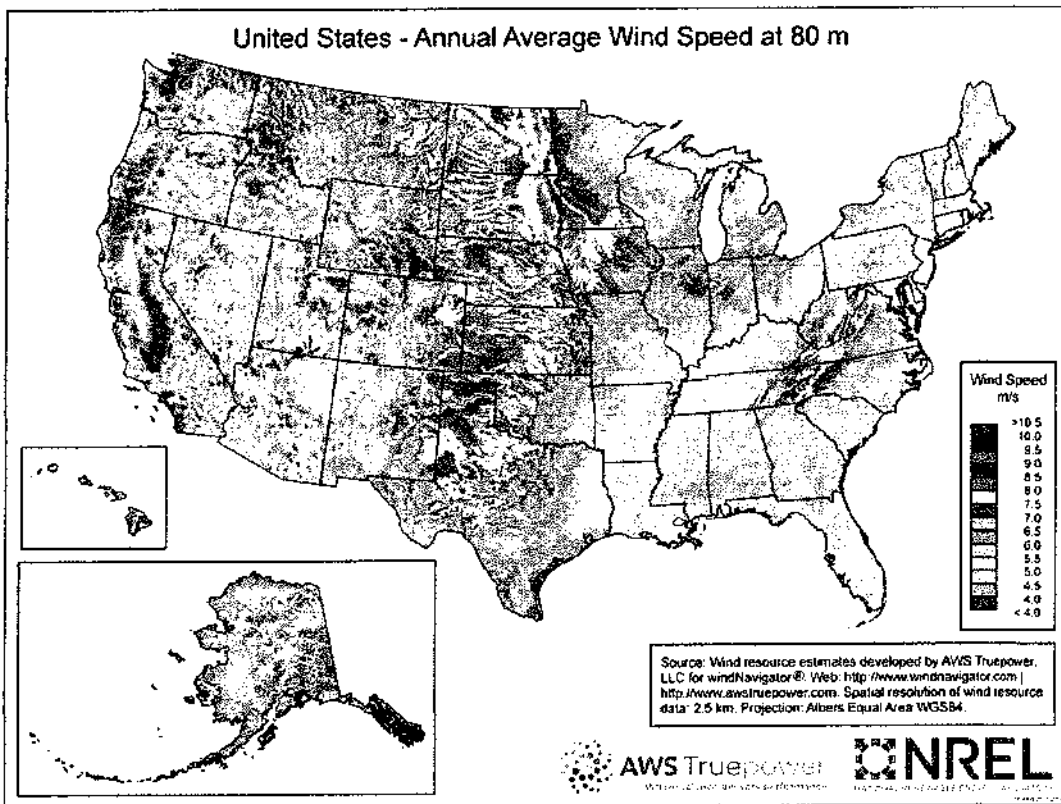 United States - Annual Average Wind Speed at 80 m
Wind Speed
m/s
>10.5
10.0
9.5
9.0
8.5
8.0
7.5
7.0
6.5
6.0
5.5
5.0
4.5
4.0
< 4.0
Source: Wind resource estimates developed by AWS Truepower,
LLC for windNavigator®. Web: http://www.windnavigator.com |
http://www.awstruepower.com. Spatial resolution of wind resource
data: 2.5 km. Projection: Albers Equal Area WGS84.
AWS Truepower
NREL